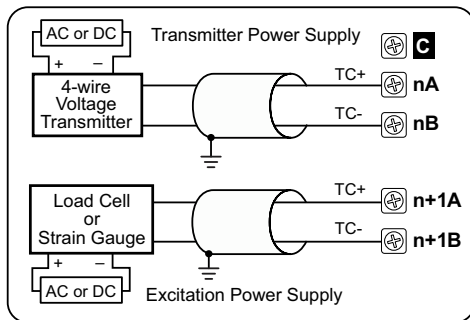 AC or DC Transmitter Power Supply C
+ –
4-wire
Voltage
Transmitter
TC+ nA
TC- nB
Load Cell
or
Strain Gauge
TC+ n+1A
TC- n+1B
+ –
AC or DC Excitation Power Supply